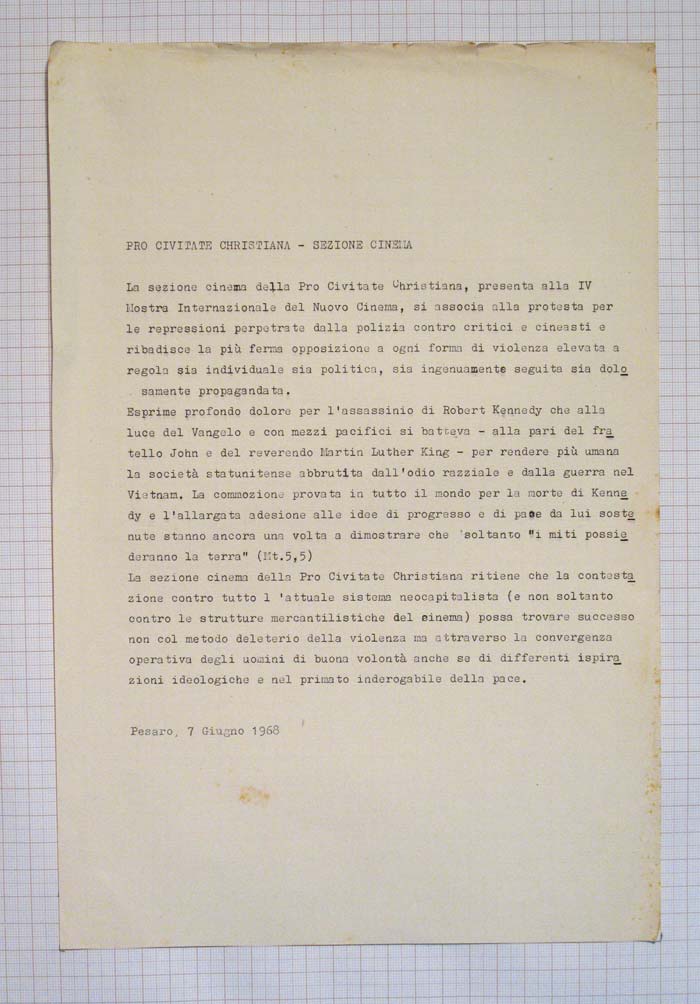 PRO CIVITATE CHRISTIANA - SEZIONE CINEMA
La sezione cinema della Pro Civitate Christiana, presenta alla IV
Mostra Internazionale del Nuovo Cinema, si associa alla protesta per
le repressioni perpetrate dalla polizia contro critici e cineasti e
ribadisce la più ferma opposizione a ogni forma di violenza elevata a
regola sia individuale sia politica, sia ingenuamente seguita sia dolo
samente propagandata.
Esprime profondo dolore per l'assassinio di Robert Kennedy che alla
luce del Vangelo e con mezzi pacifici si batteva - alla pari del fra
tello John e del reverendo Martin Luther King - per rendere più umana
la società statunitense abbrutita dall'odio razziale e dalla guerra nel
Vietnam. La commozione provata in tutto il mondo per la morte di Kenne
dy e l'allargata adesione alle idee di progresso e di pace da lui soste
nute stanno ancora una volta a dimostrare che 'soltanto "i miti possie
deranno la terra" (Mt.5,5)
La sezione cinema della Pro Civitate Christiana ritiene che la contesta
zione contro tutto l 'attuale sistema neocapitalista (e non soltanto
contro le strutture mercantilistiche del cinema) possa trovare successo
non col metodo deleterio della violenza ma attraverso la convergenza
operativa degli uomini di buona volontà anche se di differenti ispira
zioni ideologiche e nel primato inderogabile della pace.
Pesaro, 7 Giugno 1968